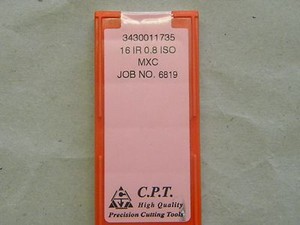 3430011735
16 IR 0.8 ISO
MXC
JOB NO. 6819
C.P.T.
High Quality
Precision Cutting Tools